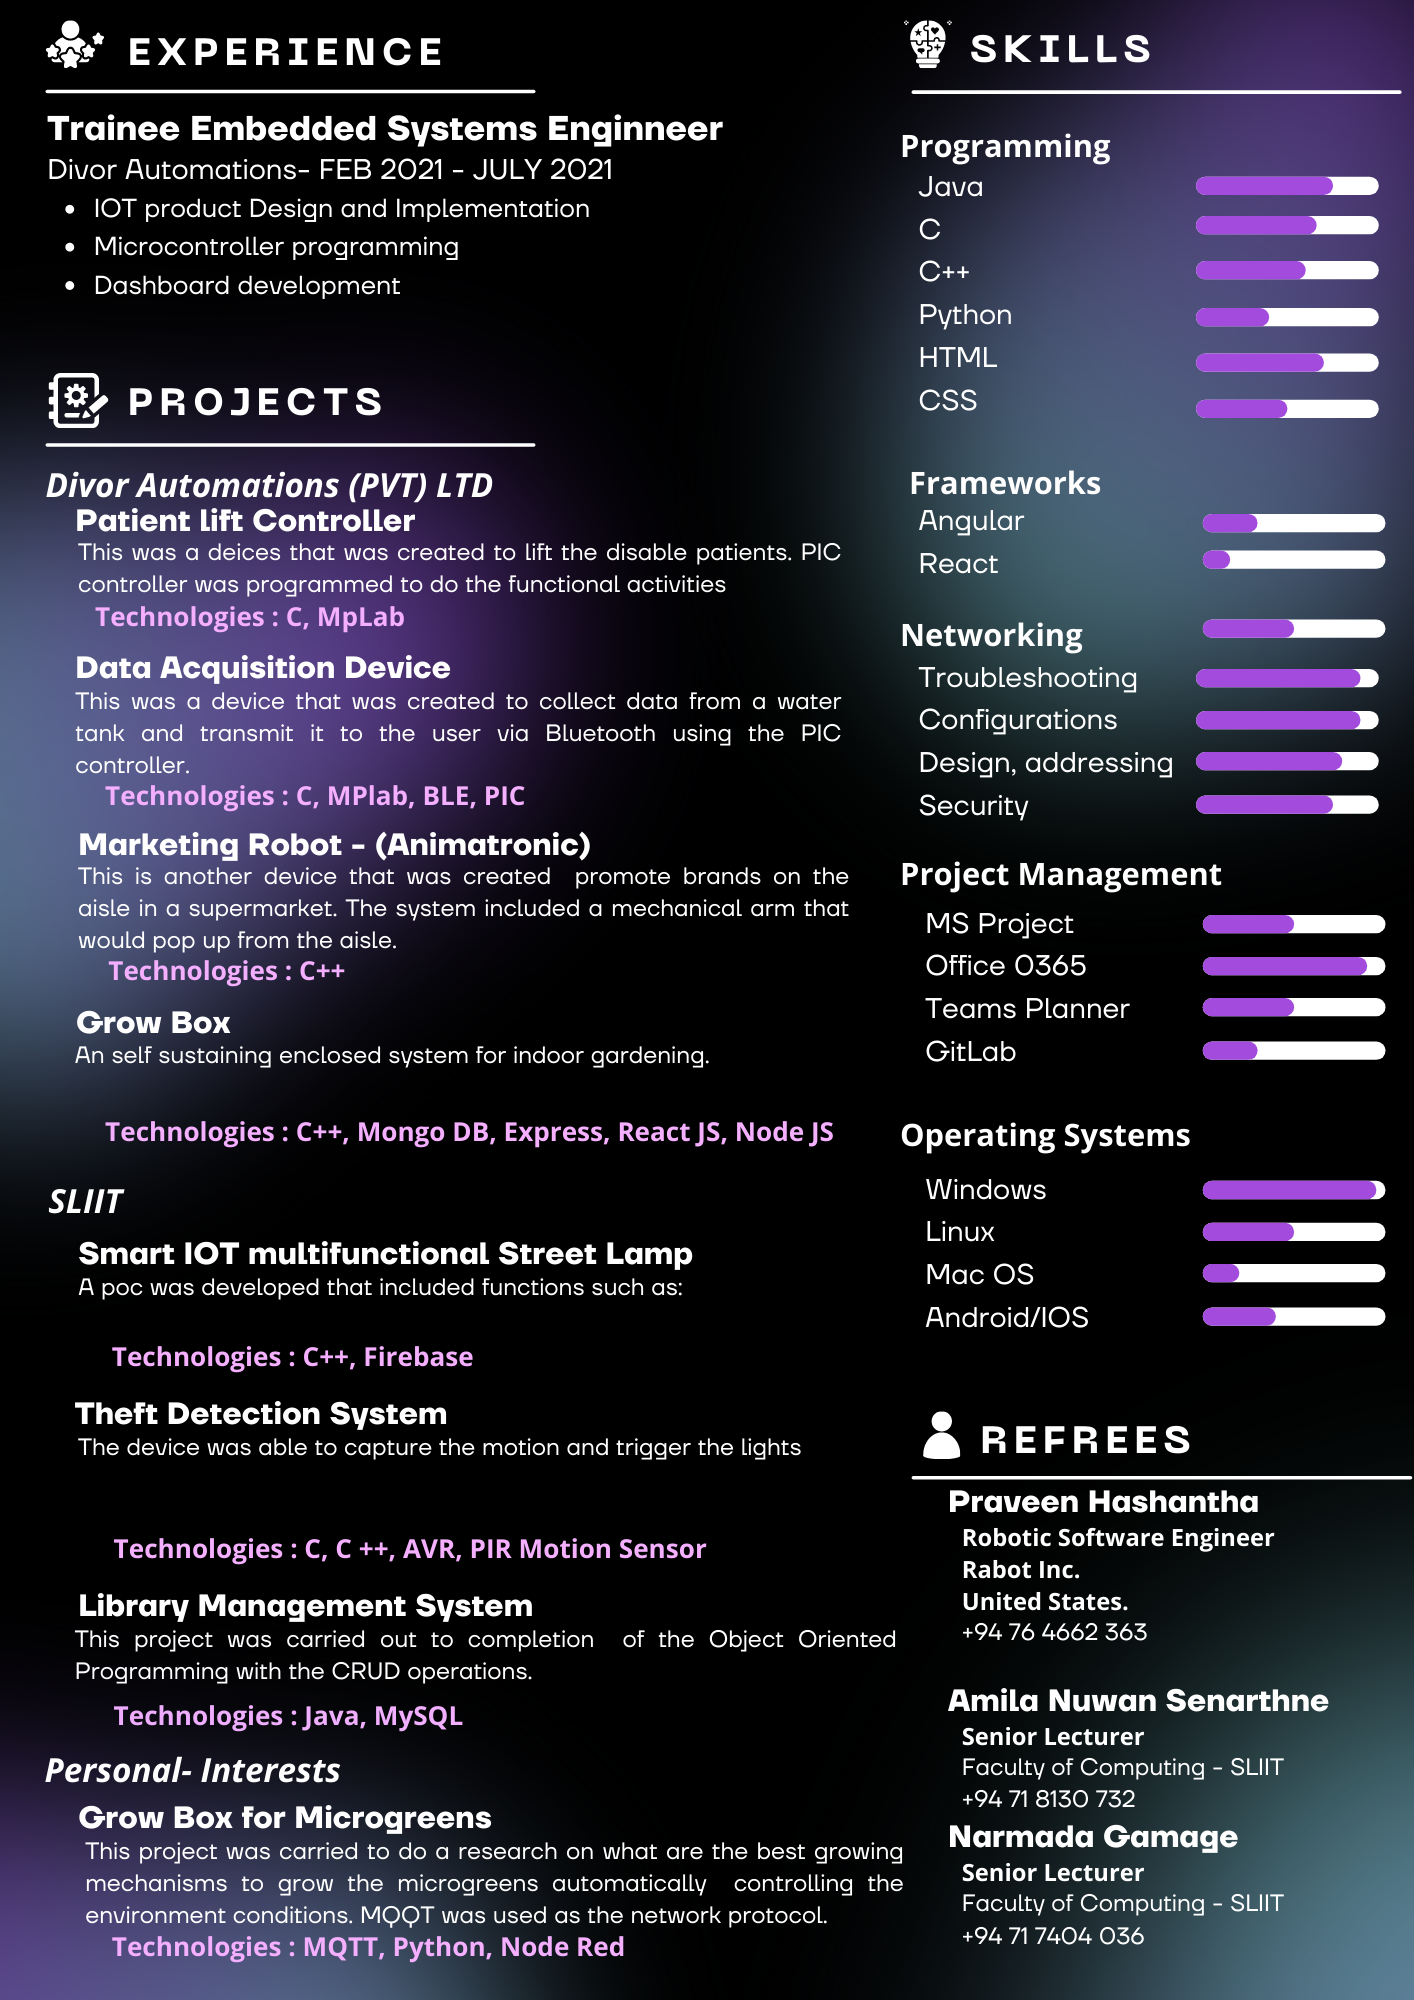 EXPERIENCE
Trainee Embedded Systems Enginneer
Divor Automations- FEB 2021 - JULY 2021
• IOT product Design and Implementation
• Microcontroller programming
• Dashboard development
PROJECTS
Divor Automations (PVT) LTD
Patient lift Controller
This was a deices that was created to lift the disable patients. PIC
controller was programmed to do the functional activities
Technologies : C, MpLab
Data Acquisition Device
This was a device that was created to collect data from a water
tank and transmit it to the user via Bluetooth using the PIC
controller.
Technologies : C, MPlab, BLE, PIC
Marketing Robot - (Animatronic)
This is another device that was created promote brands on the
aisle in a supermarket. The system included a mechanical arm that
would pop up from the aisle.
Technologies : C++
Grow Box
An self sustaining enclosed system for indoor gardening.
Technologies : C++, Mongo DB, Express, React JS, Node JS
SLIIT
Smart IOT multifunctional Street Lamp
A poc was developed that included functions such as:
Technologies : C++, Firebase
Theft Detection System
The device was able to capture the motion and trigger the lights
Technologies : C, C ++, AVR, PIR Motion Sensor
Library Management System
This project was carried out to completion of the Object Oriented
Programming with the CRUD operations.
Technologies : Java, MySQL
Personal- Interests
Grow Box for Microgreens
This project was carried to do a research on what are the best growing
mechanisms to grow the microgreens automatically controlling the
environment conditions. MQQT was used as the network protocol.
Technologies : MQTT, Python, Node Red
SKILLS
Programming
Java
C
C++
Python
HTML
CSS
Frameworks
Angular
React
Networking
Troubleshooting
Configurations
Design, addressing
Security
Project Management
MS Project
Office 0365
Teams Planner
GitLab
Operating Systems
Windows
Linux
Mac OS
Android/IOS
REFREES
Praveen Hashantha
Robotic Software Engineer
Rabot Inc.
United States.
+94 76 4662 363
Amila Nuwan Senarthne
Senior Lecturer
Faculty of Computing - SLIIT
+94 71 8130 732
Narmada Gamage
Senior Lecturer
Faculty of Computing - SLIIT
+94 71 7404 036